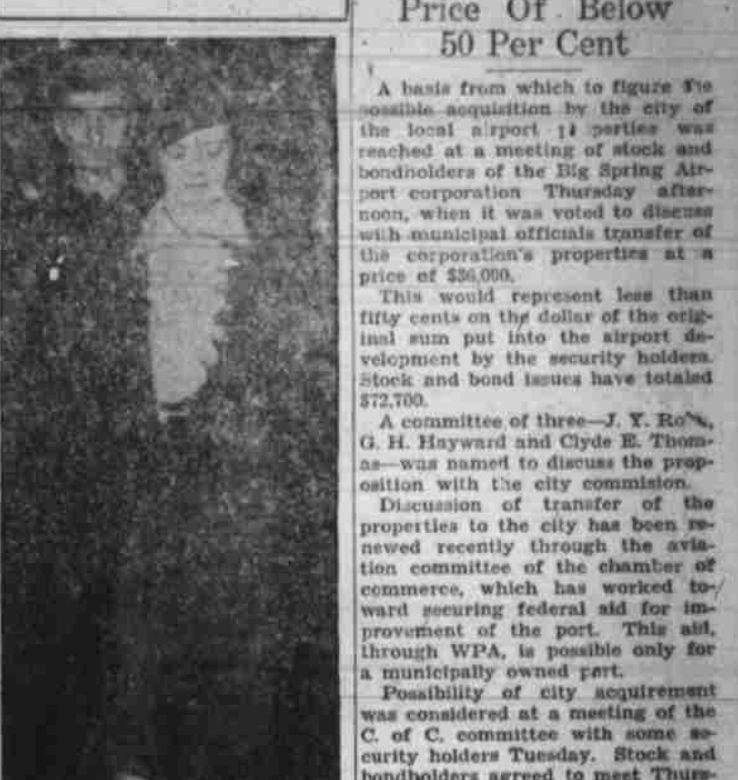 Price Of Below
50 Per Cent
A basis from which to figure the
possible acquisition by the city of
the local airport parties was
reached at a meeting of stock and
bondholders of the Big Spring Air-
port corporation Thursday after-
noon, when it was voted to discuss
with municipal officials transfer of
the corporation's properties at a
price of $36,000.
This would represent less than
fifty cents on the dollar of the orig-
inal sum put into the airport de-
velopment by the security holders.
Stock and bond issues have totaled
$72,700.
A committee of three—J. Y.
G. H. Hayward and Clyde E. Thom-
as—was named to discuss the prop-
osition with the city commision.
Discussion of transfer of the
properties to the city has been re-
newed recently through the avia-
tion committee of the chamber of
commerce, which has worked to-
ward securing federal aid for im-
provement of the port. This aid,
through WPA, is possible only for
a municipally owned port.
Possibility of city acquirement
was considered at a meeting of the
C. of C. committee with some se-
curity holders Tuesday. Stock and
bondholders agreed to meet Thurs-